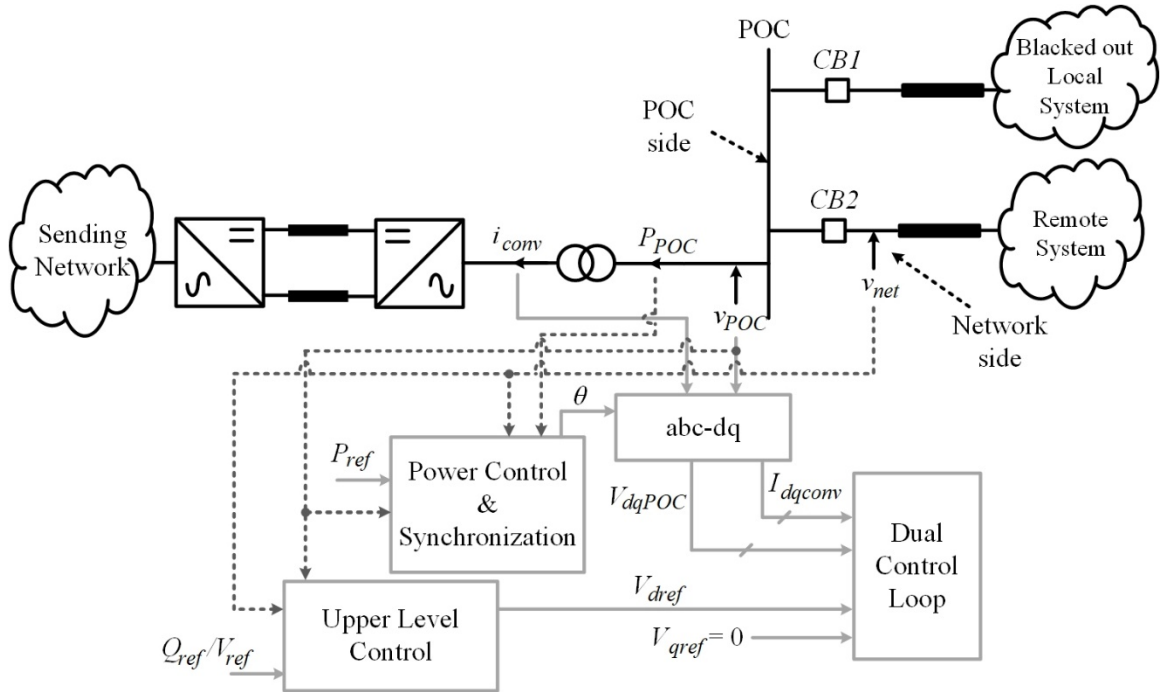 POC
CB1
Blacked out
Local
System
POC
side
CB2
Remote
System
Sending
Network
i_conv
P_POC
v_POC
v_net
Network
side
θ
abc-dq
P_ref
Power Control
&
Synchronization
V_dqPOC
I_dqconv
Dual
Control
Loop
Upper Level
Control
V_dref
V_qref = 0
Q_ref/V_ref